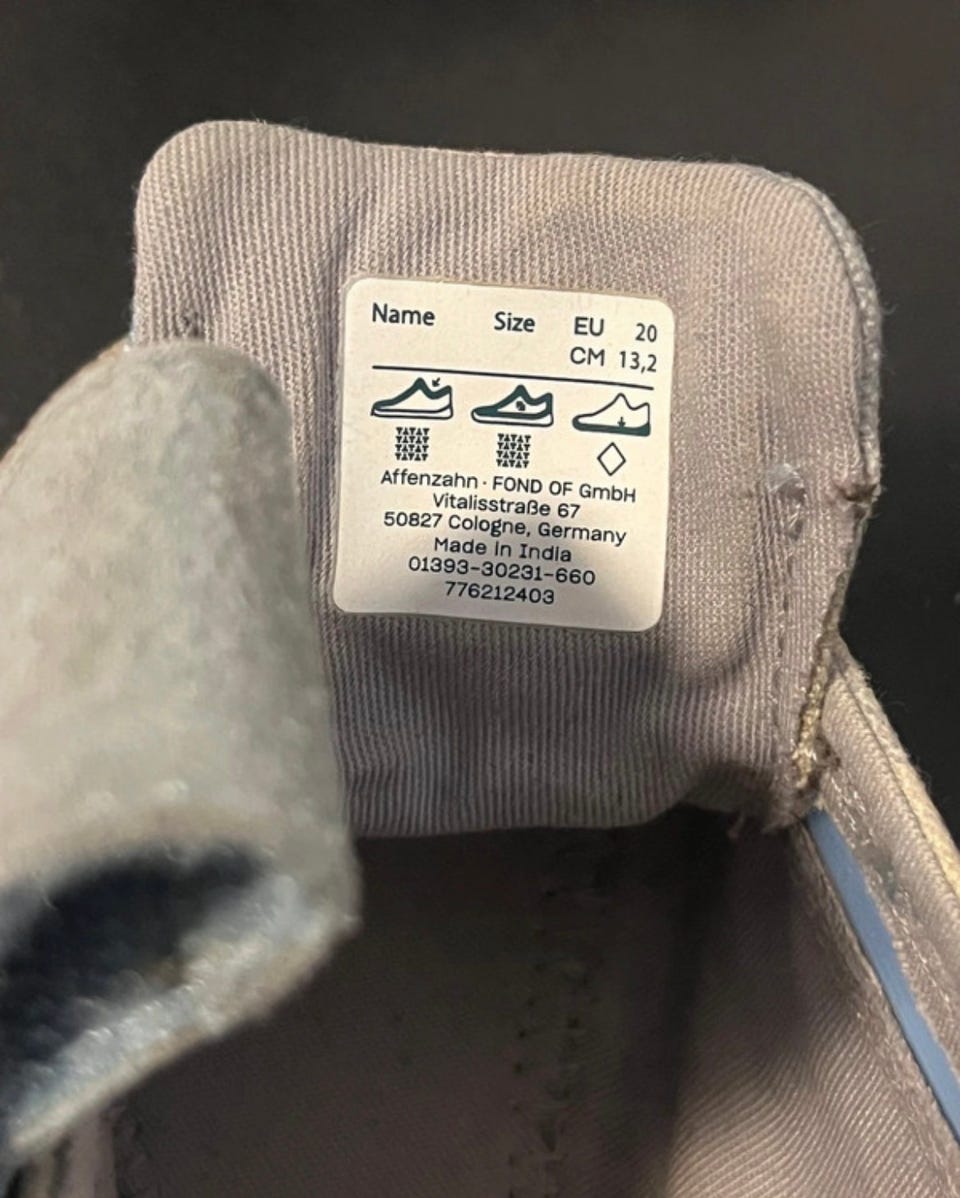 Name Size EU 20
CM 13,2
Affenzahn · FOND OF GmbH
Vitalisstraße 67
50827 Cologne, Germany
Made in India
01393-30231-660
776212403